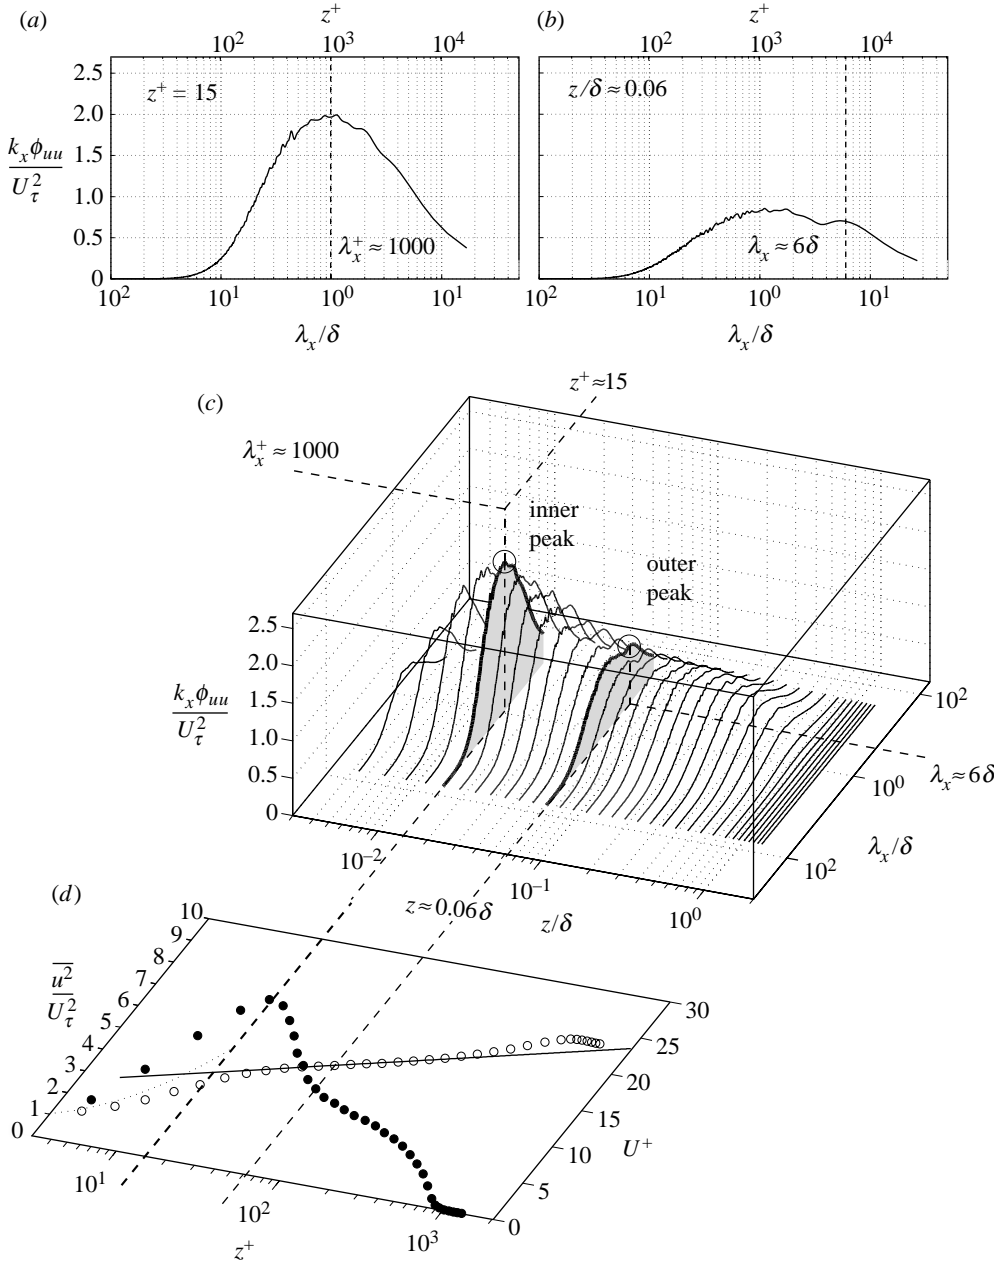 (a)
z+
10^2 10^3 10^4
2.5
2.0
1.5
1.0
0.5
0
k_xϕ_uu
U_τ^2
z+ = 15
λ_x^+ ≈ 1000
10^2 10^1 10^0 10^1
λ_x/δ
(b)
z+
10^2 10^3 10^4
z/δ ≈ 0.06
λ_x ≈ 6δ
10^2 10^1 10^0 10^1
λ_x/δ
(c)
z+ ≈ 15
λ_x^+ ≈ 1000
inner
peak
outer
peak
2.5
2.0
1.5
1.0
0.5
0
k_xϕ_uu
U_τ^2
10^2
10^0
10^2
λ_x ≈ 6δ
λ_x/δ
10^-2
10^-1
10^0
z/δ
z ≈ 0.06δ
(d)
10
9
8
7
6
5
4
3
2
1
0
u^2
U_τ^2
30
25
20
15
10
5
0
U+
10^1
10^2
10^3
z+